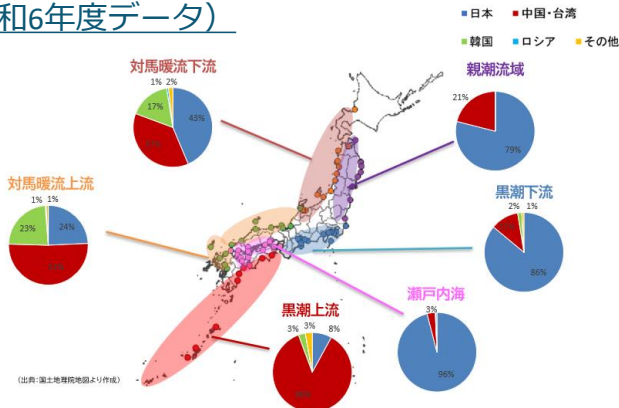 和6年度データ）
■日本 ■中国・台湾
■韓国 ■ロシア ■その他
対馬暖流下流
1% 2%
17%
43%
親潮流域
21%
79%
対馬暖流上流
1% 1%
23%
24%
黒潮下流
2% 1%
86%
瀬戸内海
3%
96%
黒潮上流
3% 3% 8%
（出典：国土地理院地図より作成）